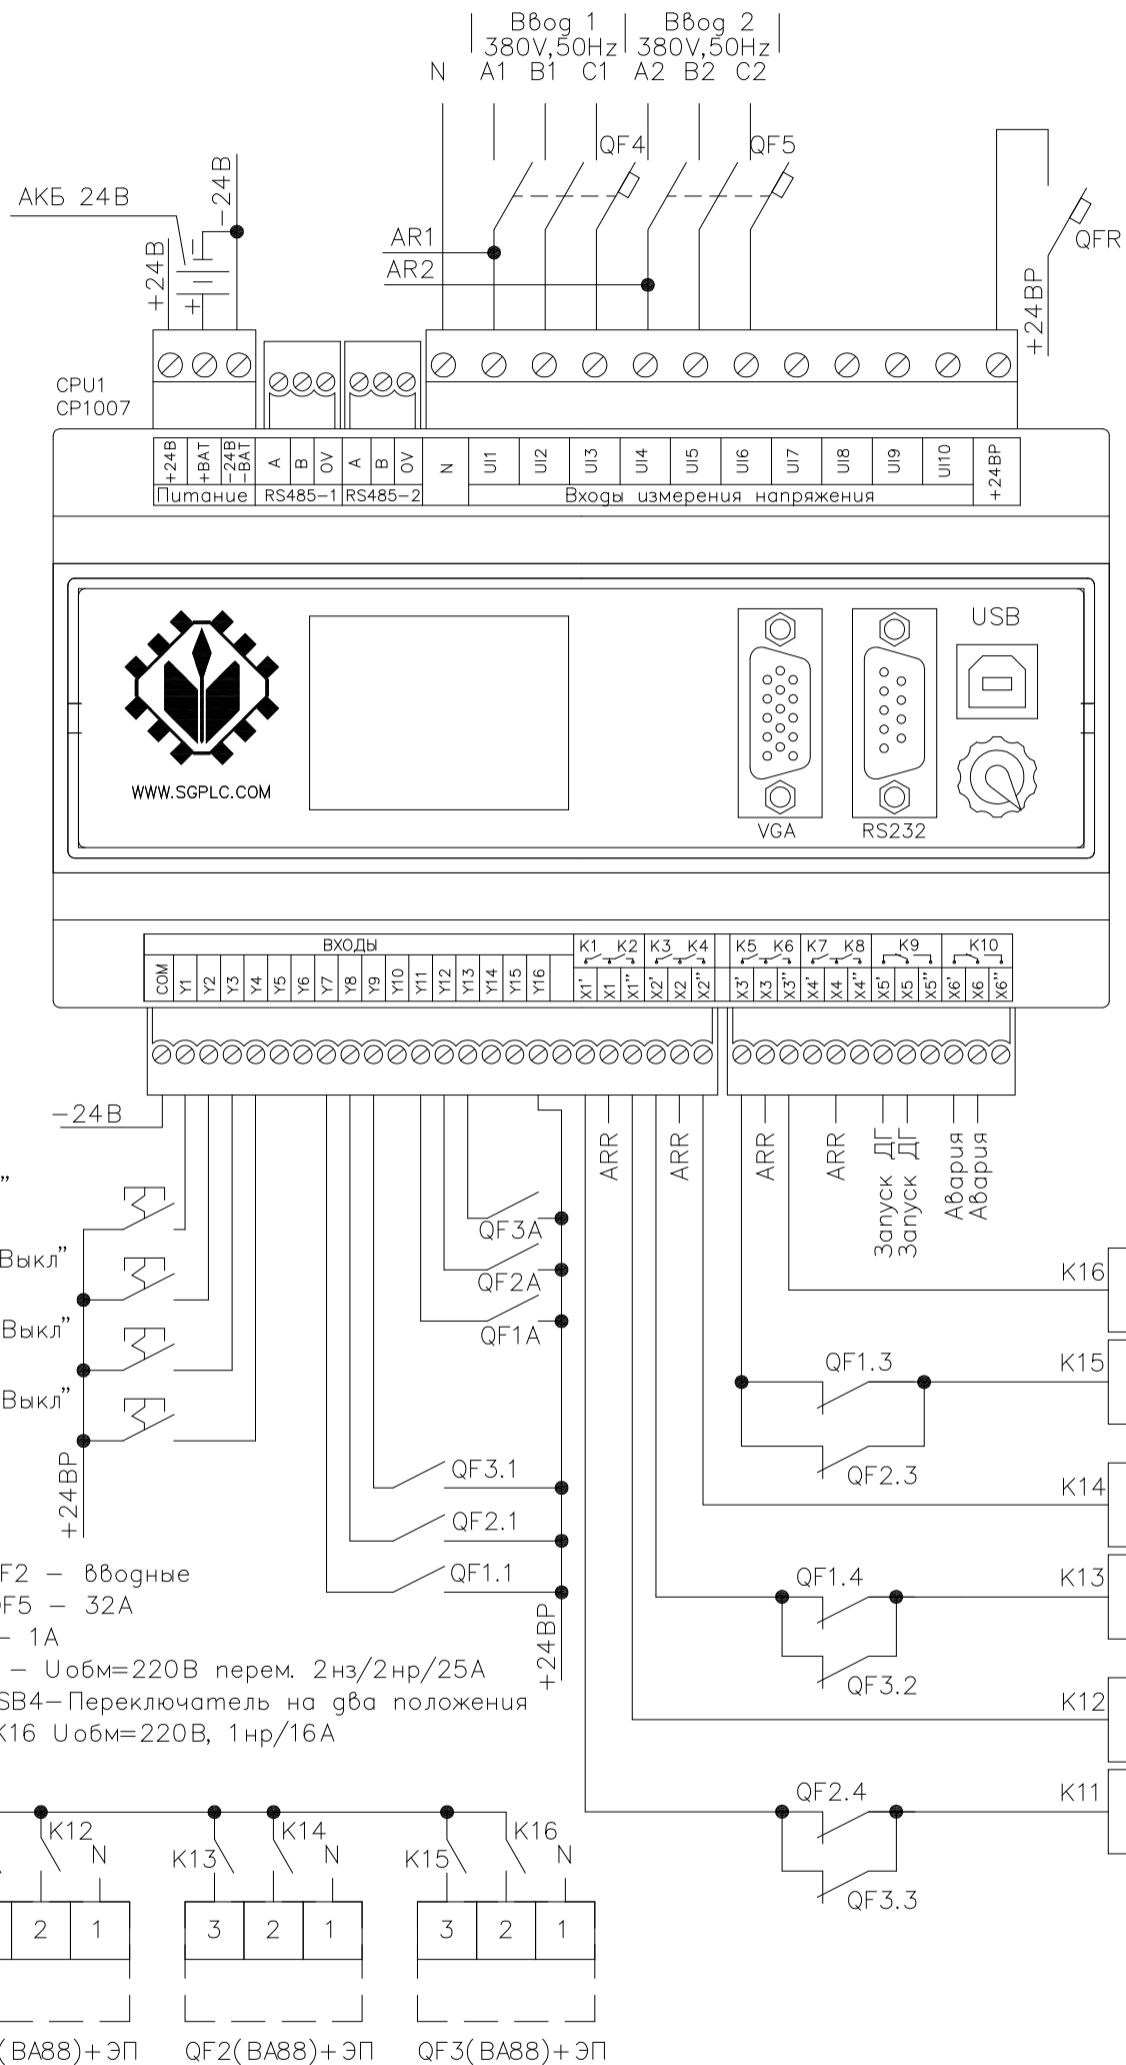 Ввод 1 Ввод 2
380V,50Hz 380V,50Hz
N A1 B1 C1 A2 B2 C2
QF4 QF5
АКБ 24В
-24В
+24В
QFR
AR1
AR2
+24ВР
CPU1
CP1007
+24В +BAT -24В -BAT A B 0V A B 0V N UI1 UI2 UI3 UI4 UI5 UI6 UI7 UI8 UI9 UI10 +24ВР
Питание RS485-1 RS485-2 Входы измерения напряжения
USB
WWW.SGPLC.COM
VGA RS232
ВХОДЫ K1 K2 K3 K4 K5 K6 K7 K8 K9 K10
COM Y1 Y2 Y3 Y4 Y5 Y6 Y7 Y8 Y9 Y10 Y11 Y12 Y13 Y14 Y15 Y16 X1' X1 X1'' X2' X2 X2'' X3' X3 X3'' X4' X4 X4'' X5' X5 X5'' X6' X6 X6''
-24В
ARR ARR ARR ARR Запуск ДГ Запуск ДГ Авария Авария
"
QF3A
Выкл"
QF2A
K16
Выкл"
QF1A
QF1.3 K15
Выкл"
QF3.1 QF2.3
K14
+24ВР
QF2.1
F2 - вводные QF1.1 QF1.4 K13
QF5 - 32А
- 1А
+24ВР
- Uобм=220В перем. 2нз/2нр/25А QF3.2
SB4-Переключатель на два положения K12
K16 Uобм=220В, 1нр/16А
QF2.4 K11
K12 N K13 K14 N K15 K16 N
QF3.3
2 1 3 2 1 3 2 1
(ВА88)+ЭП QF2(ВА88)+ЭП QF3(ВА88)+ЭП